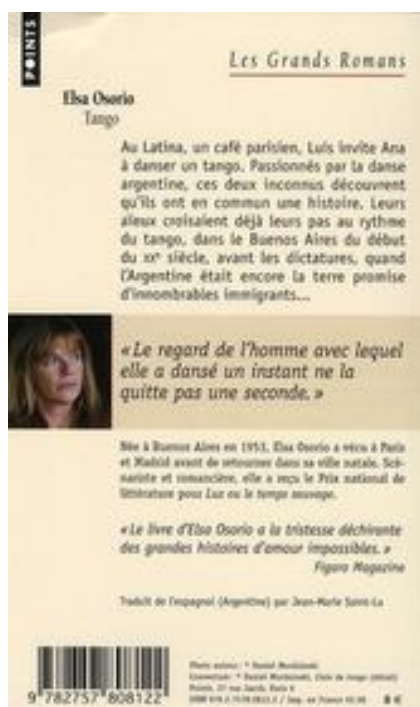 POINTS
Les Grands Romans
Elsa Osorio
Tango
Au Latina, un café parisien, Luis invite Ana
à danser un tango. Passionnés par la danse
argentine, ces deux inconnus découvrent
qu'ils ont en commun une histoire. Leurs
aïeux croisaient déjà leurs pas au rythme
du tango, dans le Buenos Aires du début
du XXe siècle, avant les dictatures, quand
l'Argentine était encore la terre promise
d'innombrables immigrants...
« Le regard de l'homme avec lequel
elle a dansé un instant ne la
quitte pas une seconde. »
Née à Buenos Aires en 1953, Elsa Osorio a vécu à Paris
et Madrid avant de retourner dans sa ville natale. Scé-
nariste et romancière, elle a reçu le Prix national de
littérature pour Luz ou le temps sauvage.
« Le livre d'Elsa Osorio a la tristesse déchirante
des grandes histoires d'amour impossibles. »
Figaro Magazine
Traduit de l'espagnol (Argentine) par Jean-Marie Saint-Lu
9 782757 808122
8 €